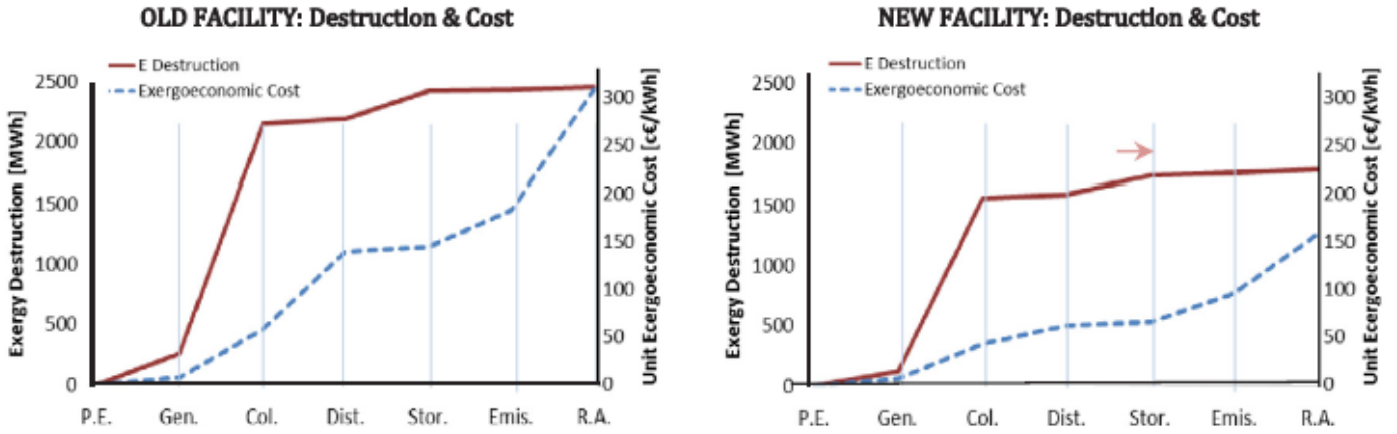 OLD FACILITY: Destruction & Cost
E Destruction
Exergoeconomic Cost
Exergy Destruction [MWh]
2500
2000
1500
1000
500
0
Unit Ecergoeconomic Cost [c€/kWh]
300
250
200
150
100
50
0
P.E. Gen. Col. Dist. Stor. Emis. R.A.
NEW FACILITY: Destruction & Cost
E Destruction
Exergoeconomic Cost
Exergy Destruction [MWh]
2500
2000
1500
1000
500
0
Unit Ecergoeconomic Cost [c€/kWh]
300
250
200
150
100
50
0
P.E. Gen. Col. Dist. Stor. Emis. R.A.